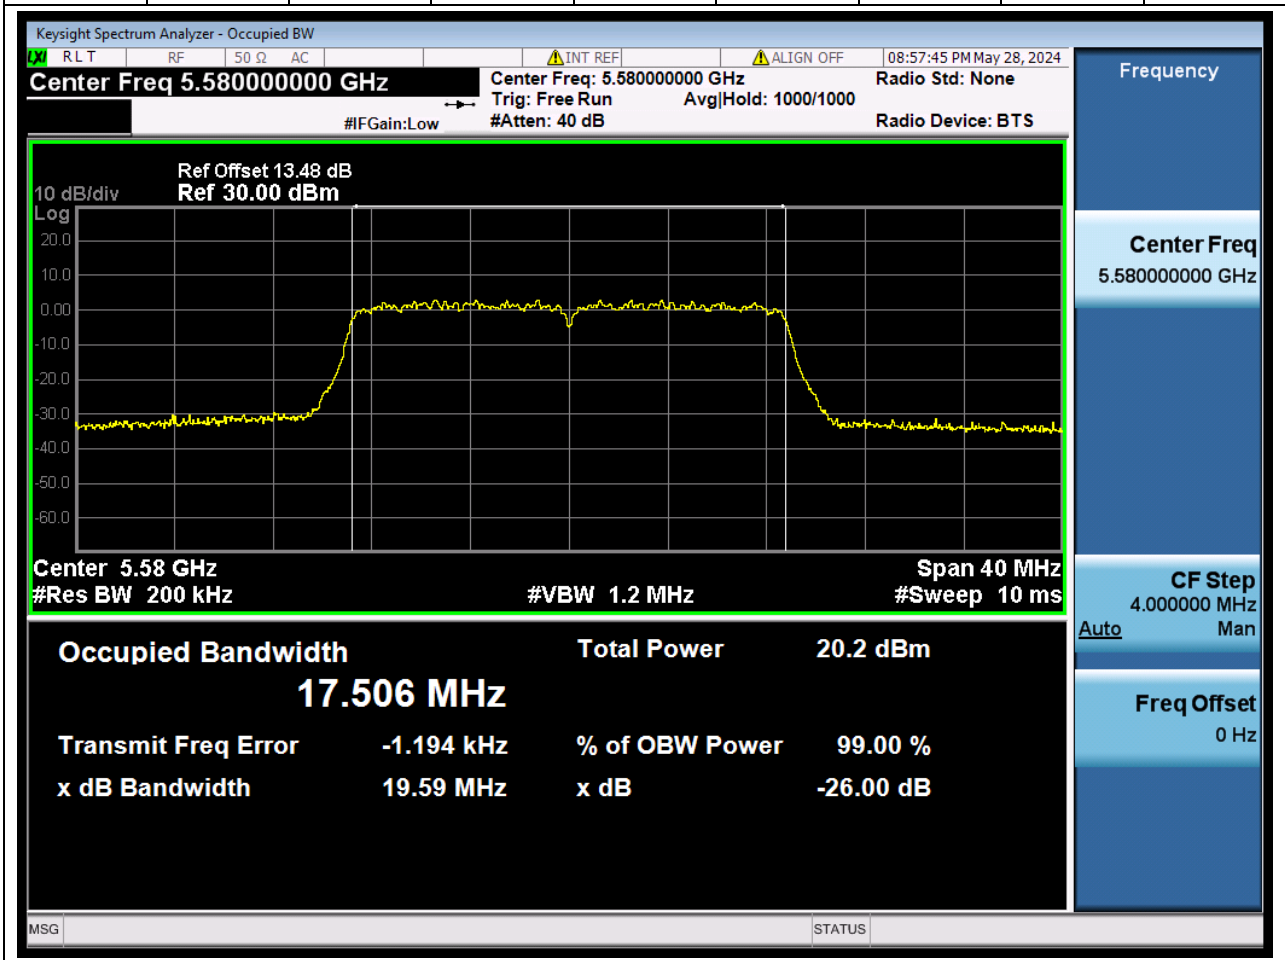 Keysight Spectrum Analyzer - Occupied BW
LXI RLT RF 50 Ω AC INT REF ALIGN OFF 08:57:45 PM May 28, 2024
Center Freq 5.580000000 GHz
Center Freq: 5.580000000 GHz
Radio Std: None
Trig: Free Run Avg|Hold: 1000/1000
#IFGain:Low
#Atten: 40 dB
Radio Device: BTS
Ref Offset 13.48 dB
10 dB/div Ref 30.00 dBm
Log
20.0
10.0
0.00
-10.0
-20.0
-30.0
-40.0
-50.0
-60.0
Center 5.58 GHz Span 40 MHz
#Res BW 200 kHz #VBW 1.2 MHz #Sweep 10 ms
Occupied Bandwidth Total Power 20.2 dBm
17.506 MHz
Transmit Freq Error -1.194 kHz % of OBW Power 99.00 %
x dB Bandwidth 19.59 MHz x dB -26.00 dB
Frequency
Center Freq
5.580000000 GHz
CF Step
4.000000 MHz
Auto Man
Freq Offset
0 Hz
MSG STATUS